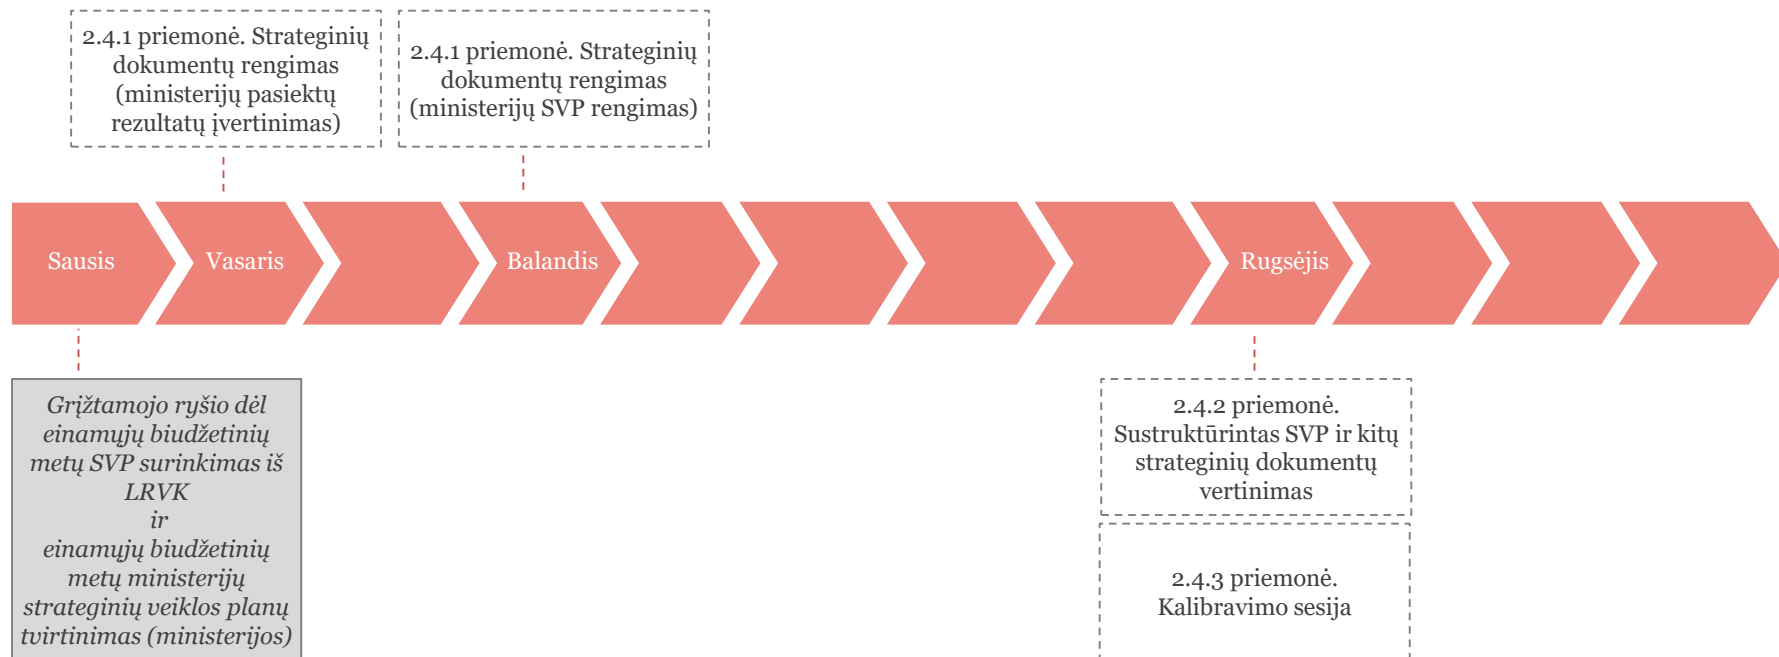 2.4.1 priemonė. Strateginių
dokumentų rengimas
(ministerijų pasiektų
rezultatų įvertinimas)
2.4.1 priemonė. Strateginių
dokumentų rengimas
(ministerijų SVP rengimas)
Sausis
Vasaris
Balandis
Rugsėjis
Grįžtamojo ryšio dėl
einamųjų biudžetinių
metų SVP surinkimas iš
LRVK
ir
einamųjų biudžetinių
metų ministerijų
strateginių veiklos planų
tvirtinimas (ministerijos)
2.4.2 priemonė.
Sustruktūrintas SVP ir kitų
strateginių dokumentų
vertinimas
2.4.3 priemonė.
Kalibravimo sesija